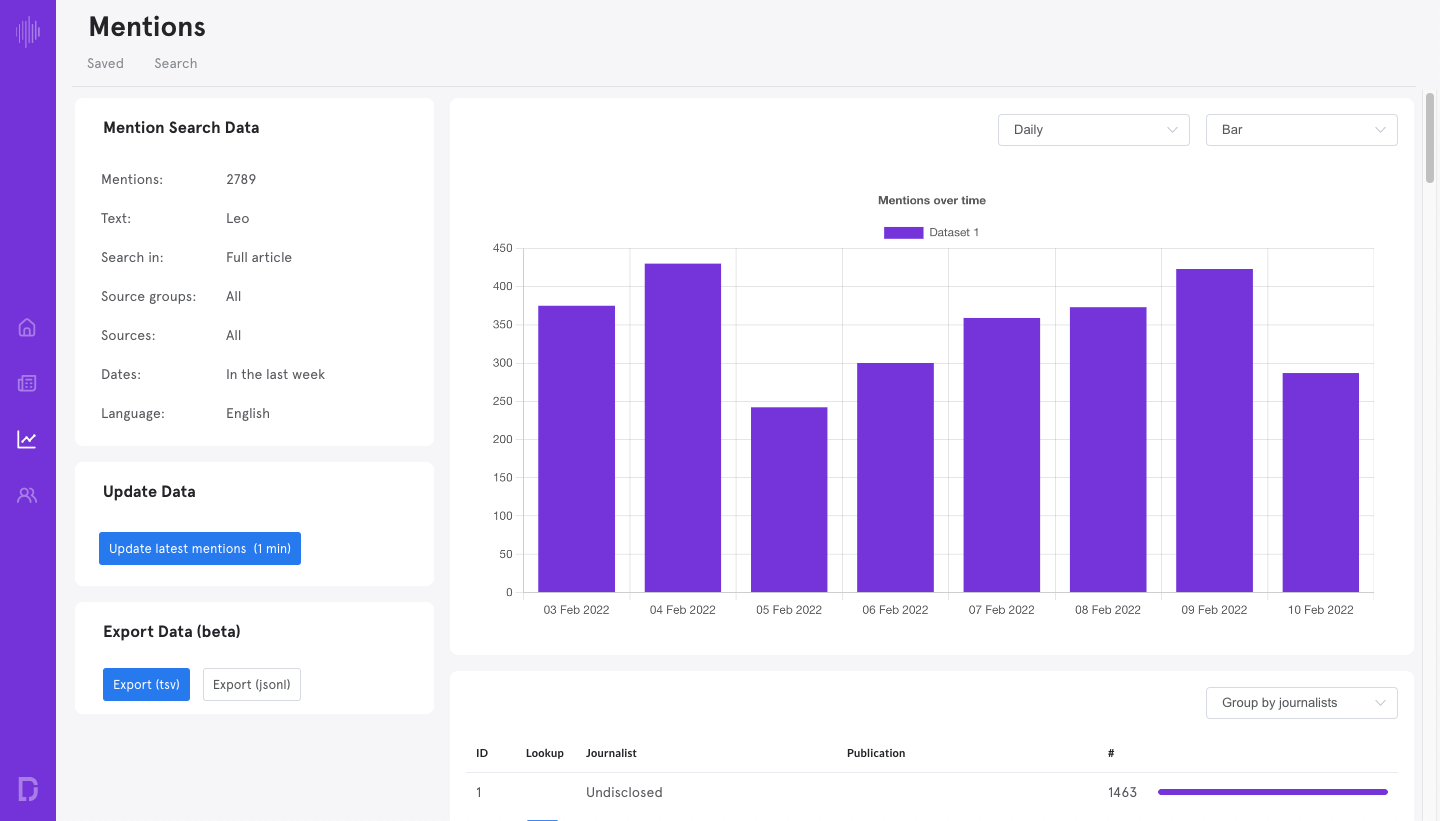 Mentions
Saved Search
Mention Search Data
Mentions: 2789
Text: Leo
Search in: Full article
Source groups: All
Sources: All
Dates: In the last week
Language: English
Update Data
Update latest mentions (1 min)
Export Data (beta)
Export (tsv) Export (jsonl)
Daily Bar
Mentions over time
Dataset 1
450
400
350
300
250
200
150
100
50
0
03 Feb 2022 04 Feb 2022 05 Feb 2022 06 Feb 2022 07 Feb 2022 08 Feb 2022 09 Feb 2022 10 Feb 2022
Group by journalists
ID Lookup Journalist Publication #
1 Undisclosed 1463